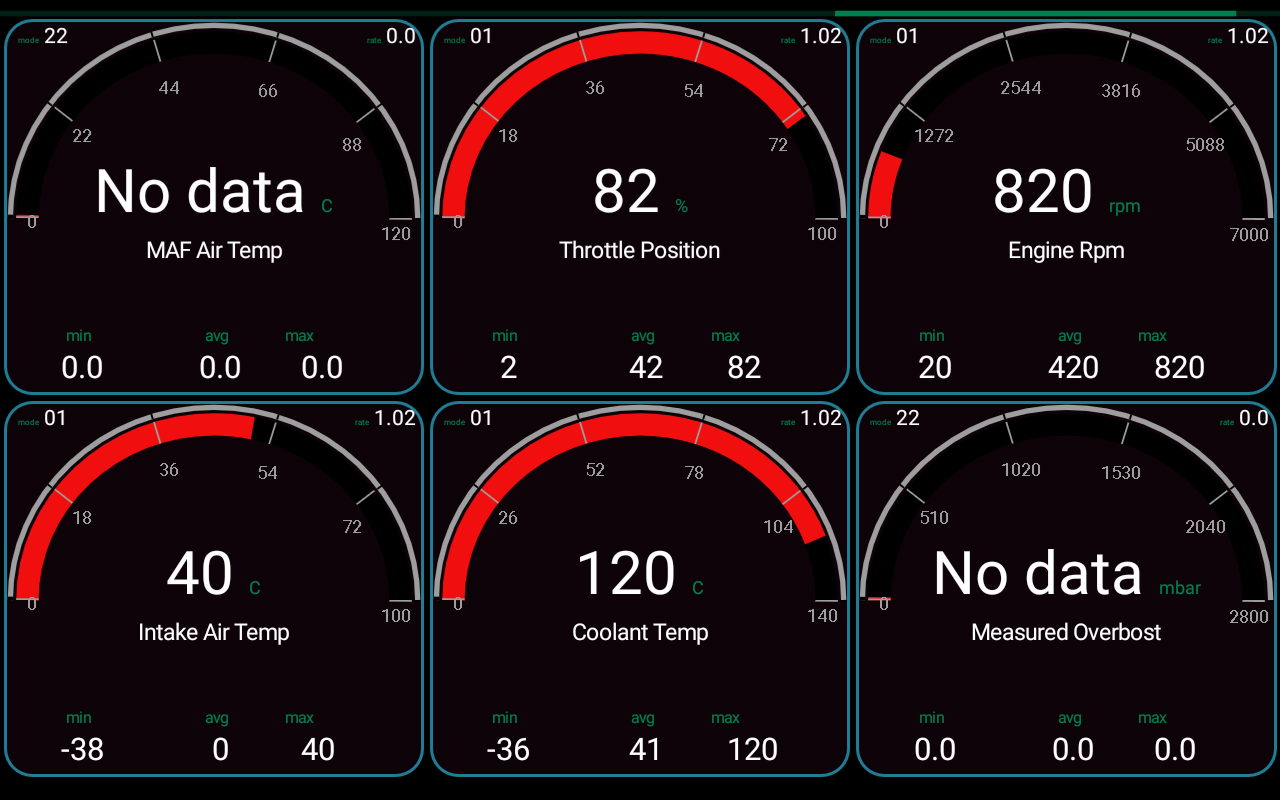 mode 22 rate 0.0
44 66
22 88
No data C
0 120
MAF Air Temp
min avg max
0.0 0.0 0.0
mode 01 rate 1.02
36 54
18 72
82 %
0 100
Throttle Position
min avg max
2 42 82
mode 01 rate 1.02
2544 3816
1272 5088
820 rpm
0 7000
Engine Rpm
min avg max
20 420 820
mode 01 rate 1.02
36 54
18 72
40 C
0 100
Intake Air Temp
min avg max
-38 0 40
mode 01 rate 1.02
52 78
26 104
120 C
0 140
Coolant Temp
min avg max
-36 41 120
mode 22 rate 0.0
1020 1530
510 2040
No data mbar
0 2800
Measured Overbost
min avg max
0.0 0.0 0.0